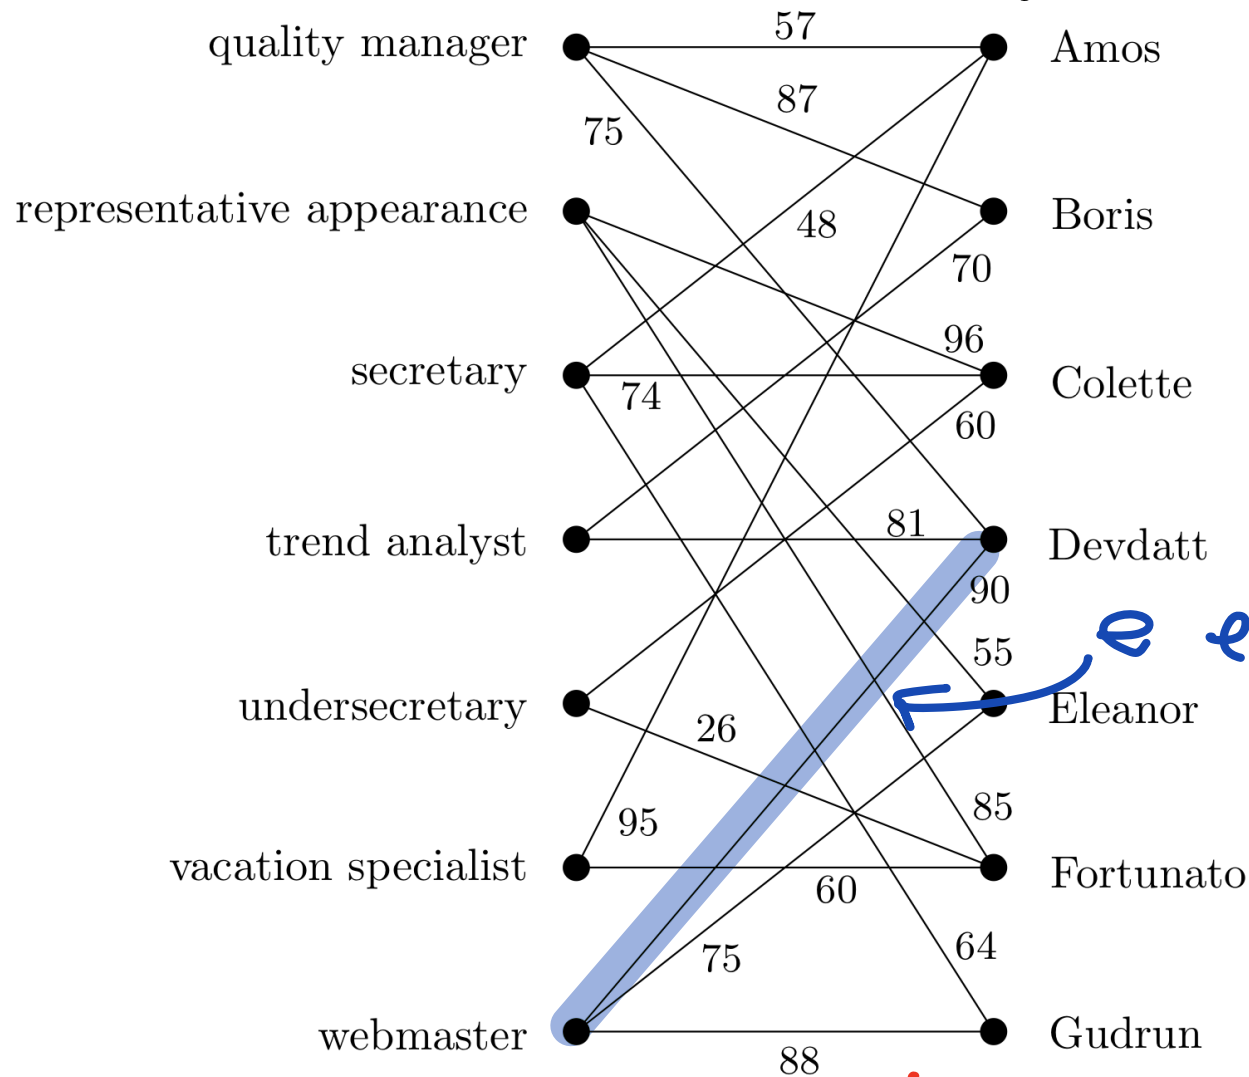 57
quality manager Amos
87
75
representative appearance Boris
48
70
96
secretary 74 Colette
60
81
trend analyst Devdatt
90
e e
55
undersecretary 26 Eleanor
85
95
vacation specialist Fortunato
60
64
75
webmaster Gudrun
88